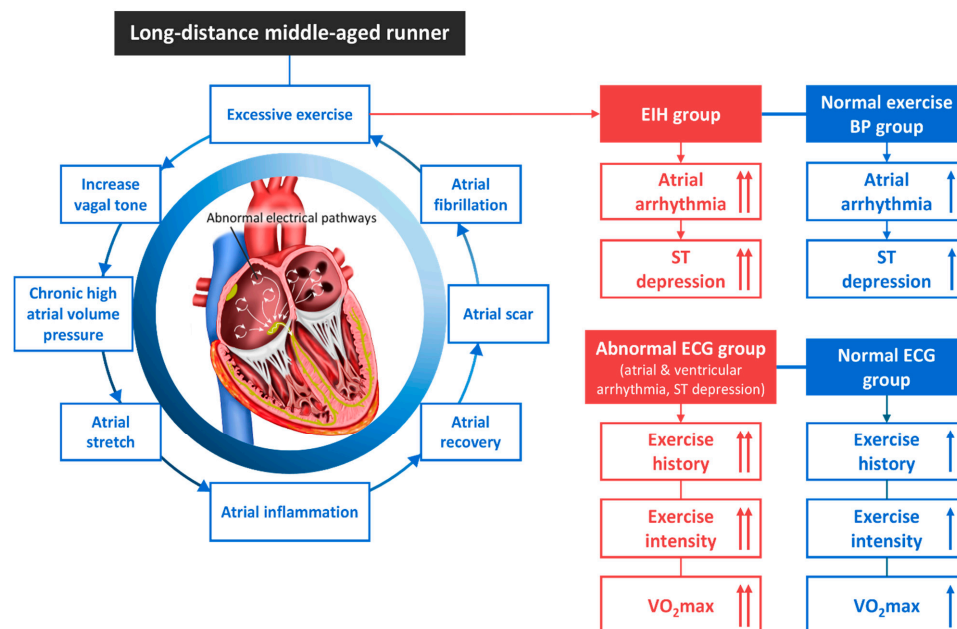 Long-distance middle-aged runner
Excessive exercise
Increase
vagal tone
Chronic high
atrial volume
pressure
Atrial
stretch
Atrial inflammation
Atrial
recovery
Atrial scar
Atrial
fibrillation
Abnormal electrical pathways
EIH group
Atrial
arrhythmia
ST
depression
Normal exercise
BP group
Atrial
arrhythmia
ST
depression
Abnormal ECG group
(atrial & ventricular
arrhythmia, ST depression)
Exercise
history
Exercise
intensity
VO₂max
Normal ECG
group
Exercise
history
Exercise
intensity
VO₂max